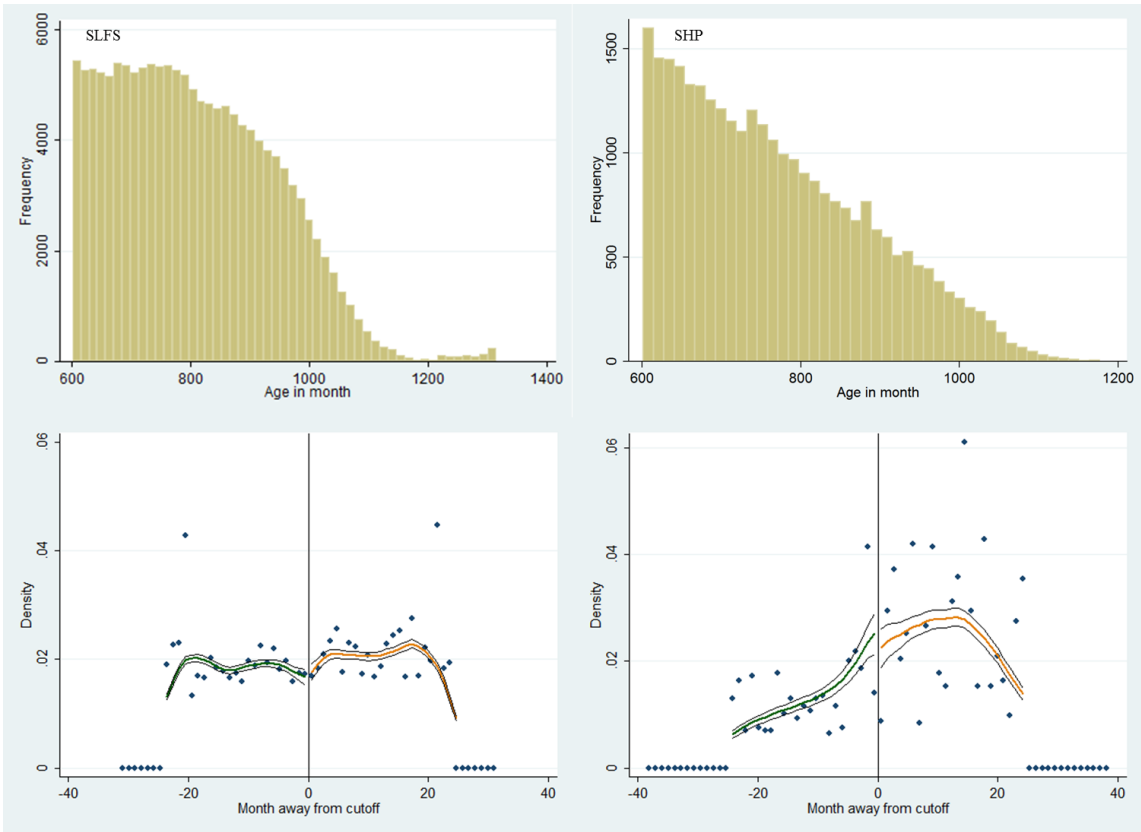 SLFS
Frequency
6000
4000
2000
0
600 800 1000 1200 1400
Age in month
SHP
Frequency
1500
1000
500
0
600 800 1000 1200
Age in month
Density
.06
.04
.02
0
-40 -20 0 20 40
Month away from cutoff
Density
.06
.04
.02
0
-40 -20 0 20 40
Month away from cutoff